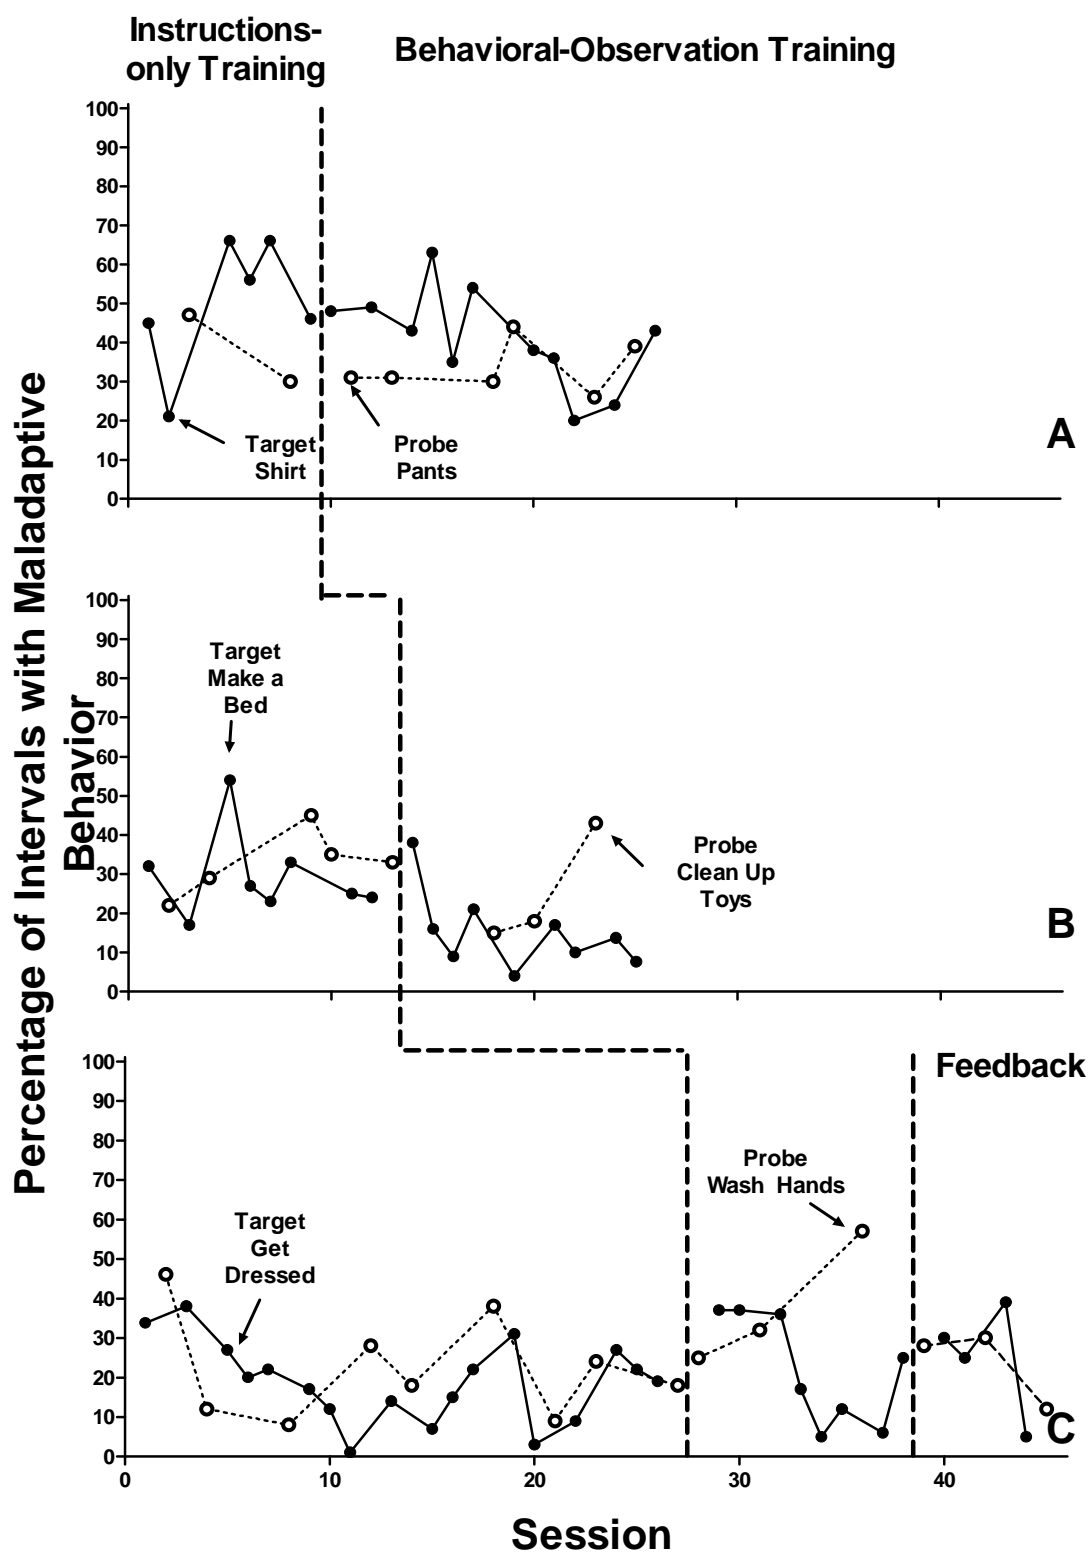 Instructions-
only Training
Behavioral-Observation Training
Percentage of Intervals with Maladaptive
Behavior
100
90
80
70
60
50
40
30
20
10
0
Target
Shirt
Probe
Pants
A
100
90
80
70
60
50
40
30
20
10
0
Target
Make a
Bed
Probe
Clean Up
Toys
B
100
90
80
70
60
50
40
30
20
10
0
Feedback
Target
Get
Dressed
Probe
Wash Hands
C
0 10 20 30 40
Session